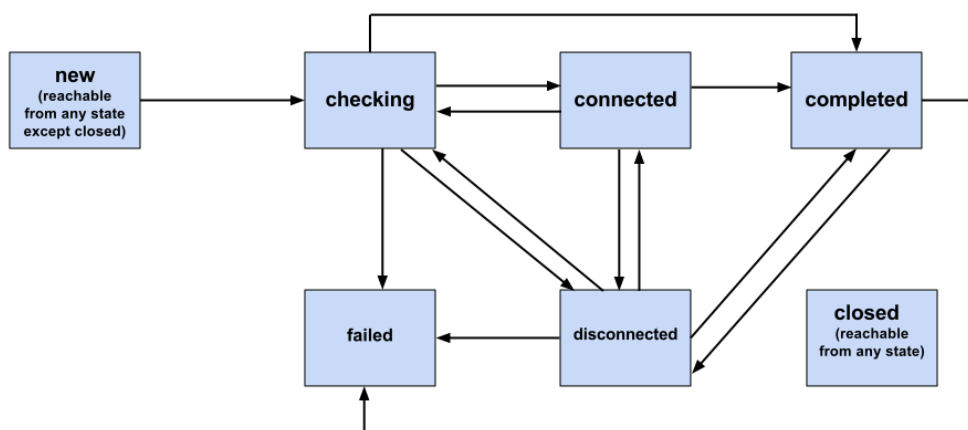 new
(reachable
from any state
except closed)
checking
connected
completed
failed
disconnected
closed
(reachable
from any state)